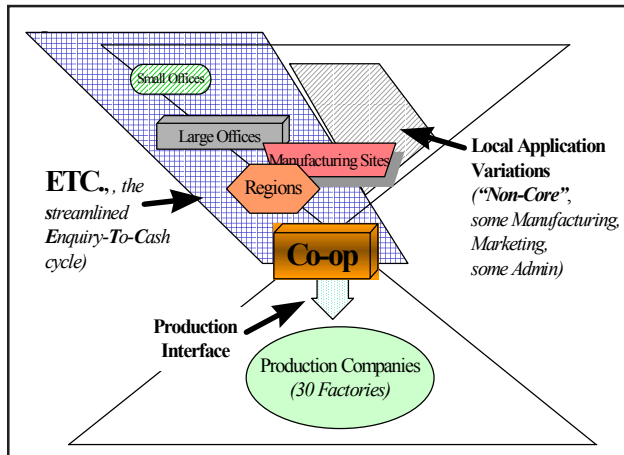 Small Offices
Large Offices
Manufacturing Sites
Regions
ETC., , the
streamlined
Enquiry-To-Cash
cycle)
Local Application
Variations
(“Non-Core”,
some Manufacturing,
Marketing,
some Admin)
Co-op
Production
Interface
Production Companies
(30 Factories)